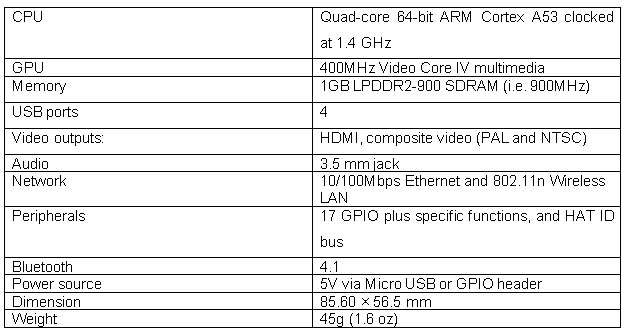 CPU Quad-core 64-bit ARM Cortex A53 clocked
at 1.4 GHz
GPU 400MHz Video Core IV multimedia
Memory 1GB LPDDR2-900 SDRAM (i.e. 900MHz)
USB ports 4
Video outputs: HDMI, composite video (PAL and NTSC)
Audio 3.5 mm jack
Network 10/100Mbps Ethernet and 802.11n Wireless
LAN
Peripherals 17 GPIO plus specific functions, and HAT ID
bus
Bluetooth 4.1
Power source 5V via Micro USB or GPIO header
Dimension 85.60 × 56.5 mm
Weight 45g (1.6 oz)